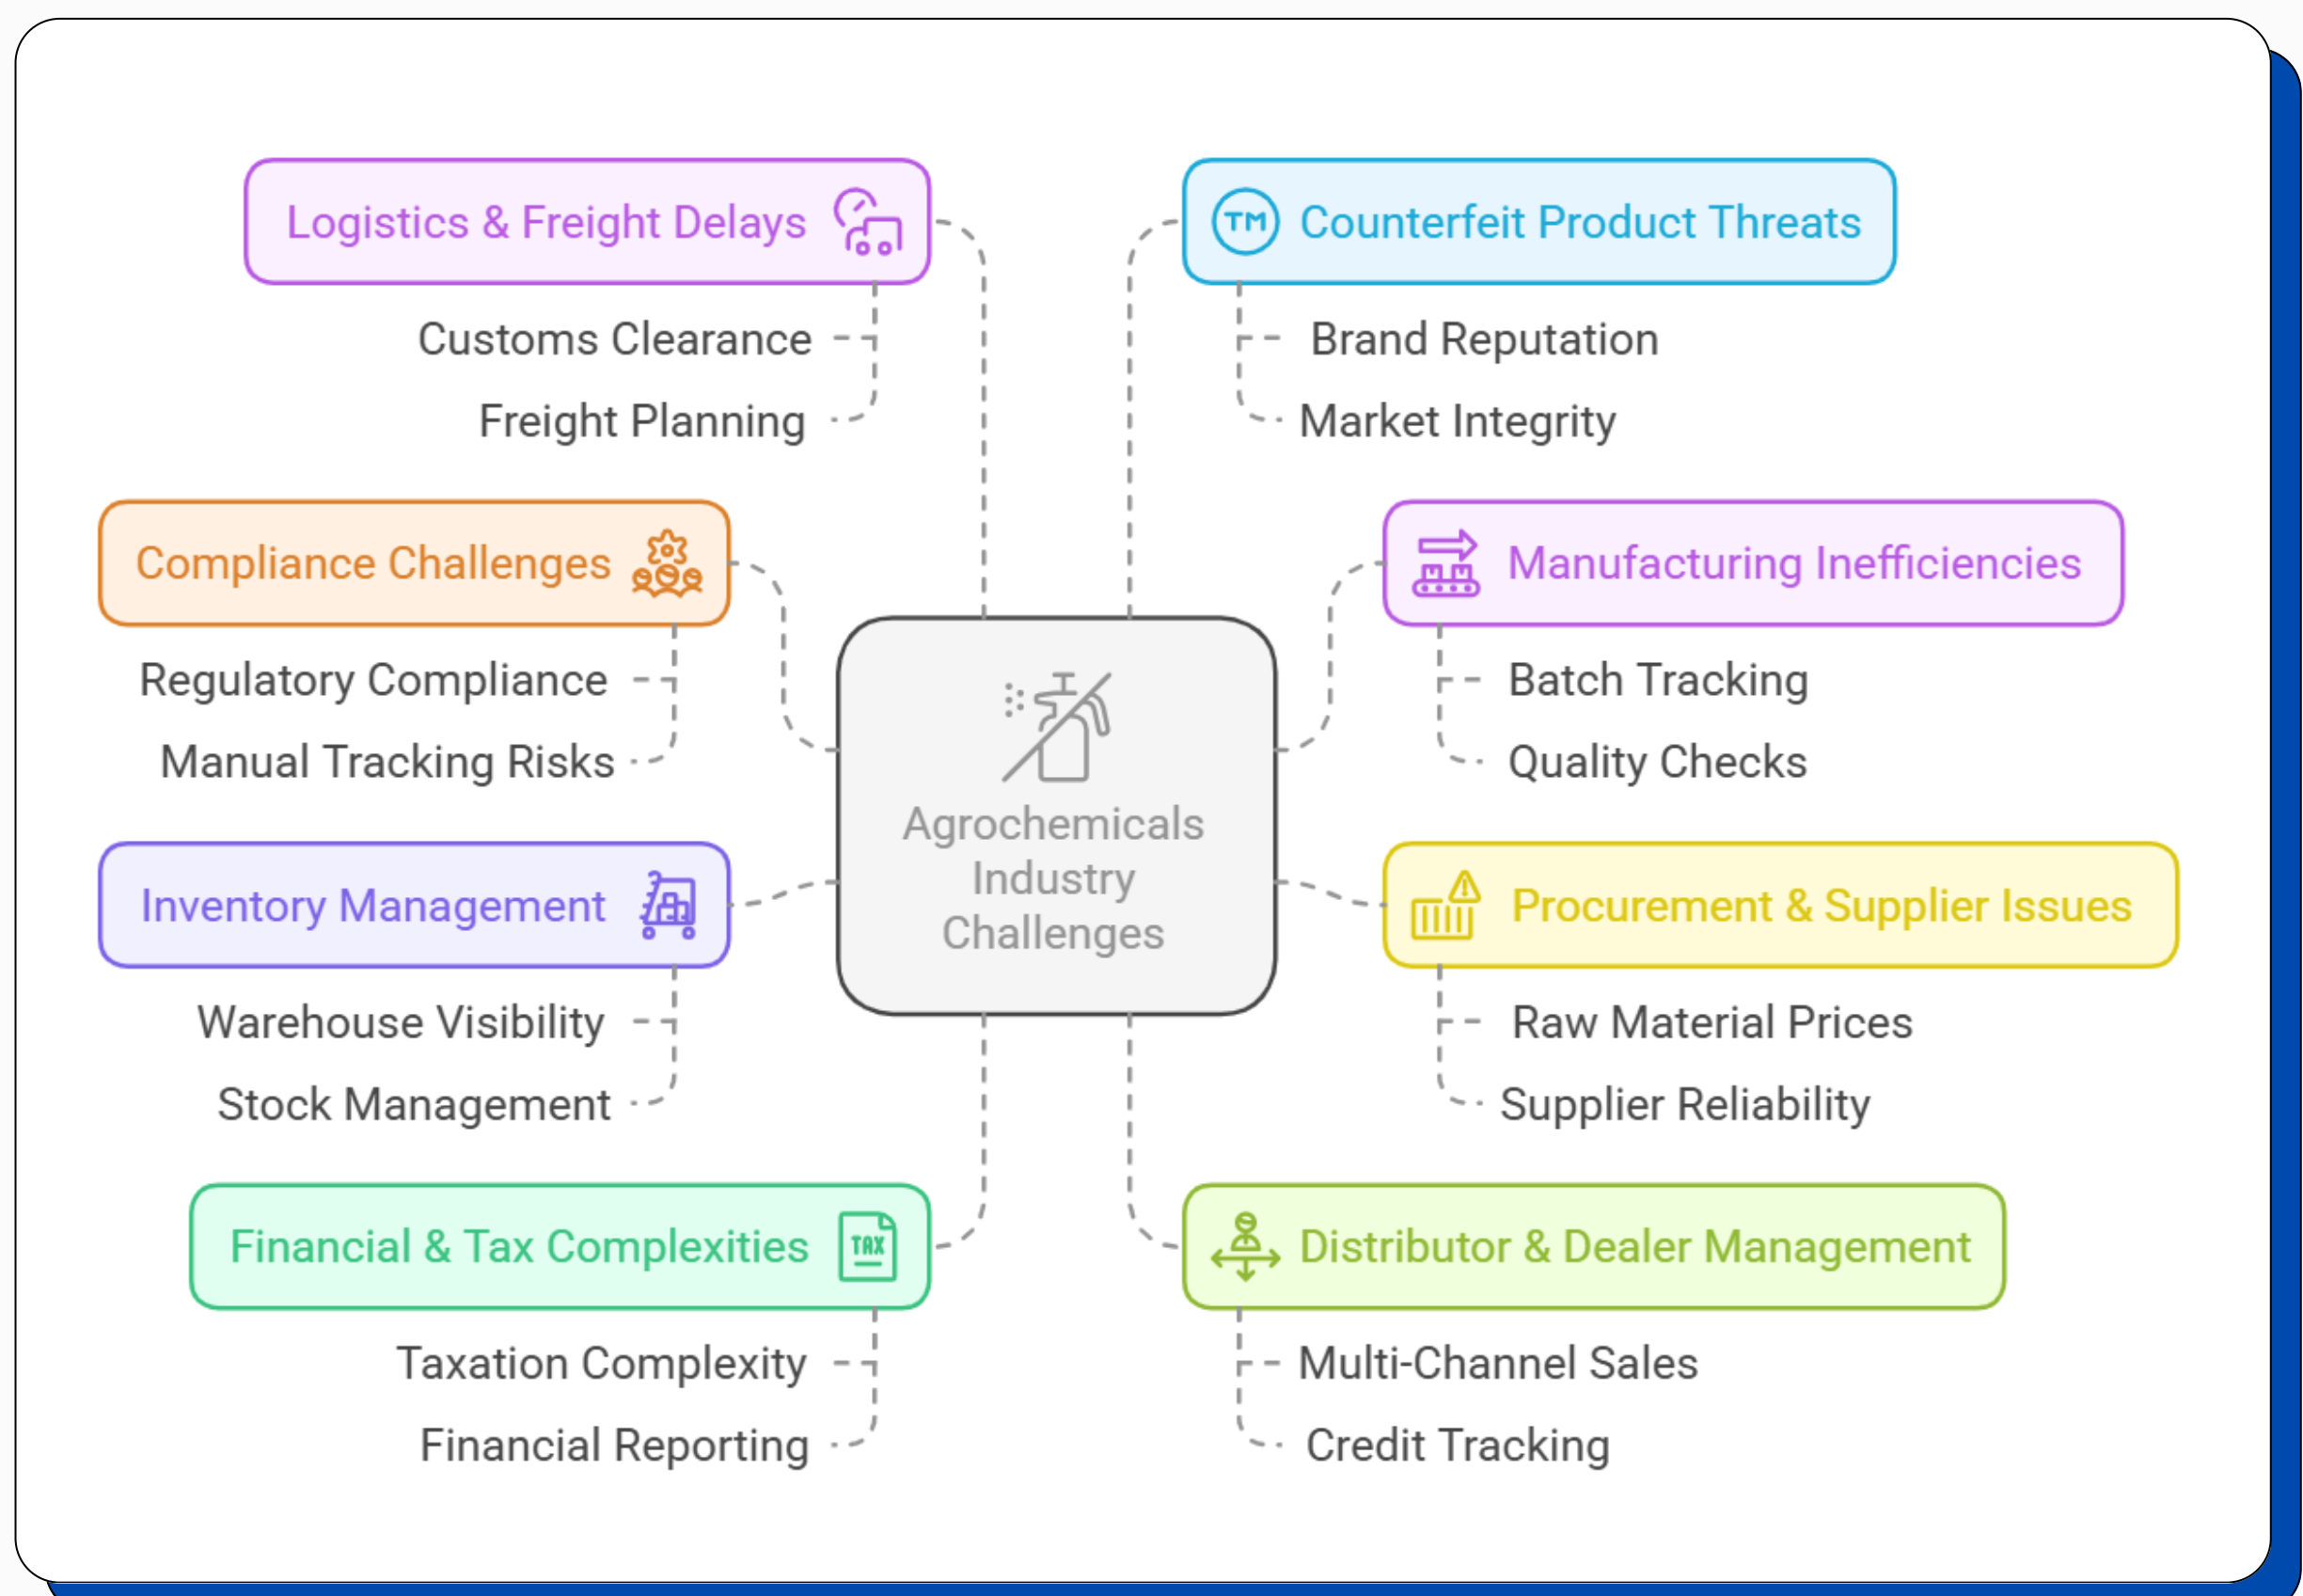 Logistics & Freight Delays
Customs Clearance
Freight Planning
Compliance Challenges
Regulatory Compliance
Manual Tracking Risks
Inventory Management
Warehouse Visibility
Stock Management
Financial & Tax Complexities
TAX
Taxation Complexity
Financial Reporting
Agrochemicals
Industry
Challenges
TM
Counterfeit Product Threats
Brand Reputation
Market Integrity
Manufacturing Inefficiencies
Batch Tracking
Quality Checks
Procurement & Supplier Issues
Raw Material Prices
Supplier Reliability
Distributor & Dealer Management
Multi-Channel Sales
Credit Tracking